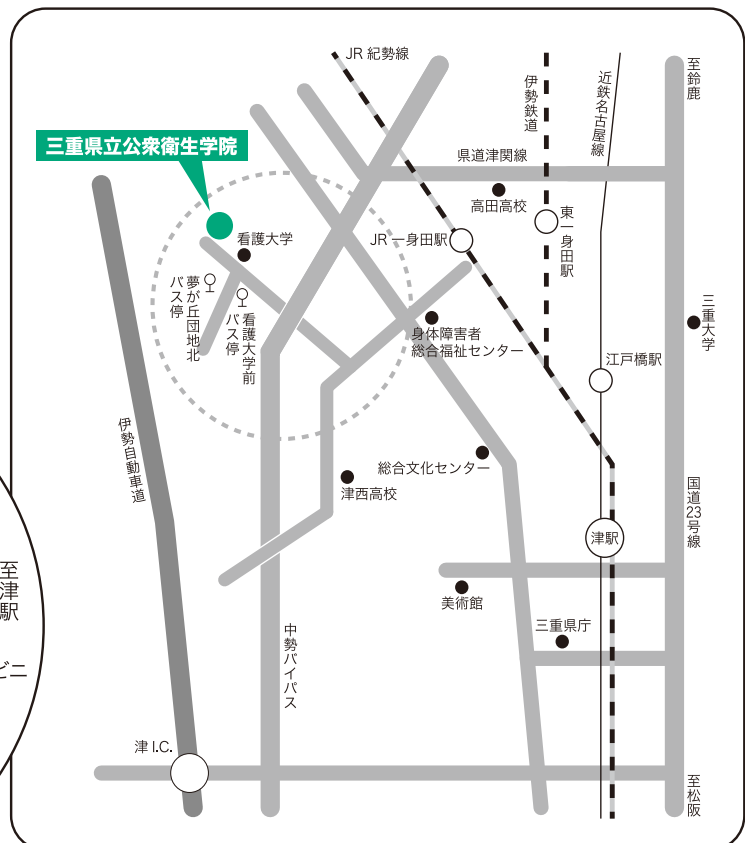 JR 紀勢線
伊勢鉄道
近鉄名古屋線
至鈴鹿
三重県立公衆衛生学院
県道津関線
高田高校
東一身田駅
看護大学
JR 一身田駅
夢が丘団地北
バス停
看護大学前
バス停
身体障害者
総合福祉センター
三重大学
江戸橋駅
伊勢自動車道
総合文化センター
津西高校
国道23号線
津駅
至津駅
美術館
三重県庁
中勢バイパス
ビニ
津 I.C.
至松阪